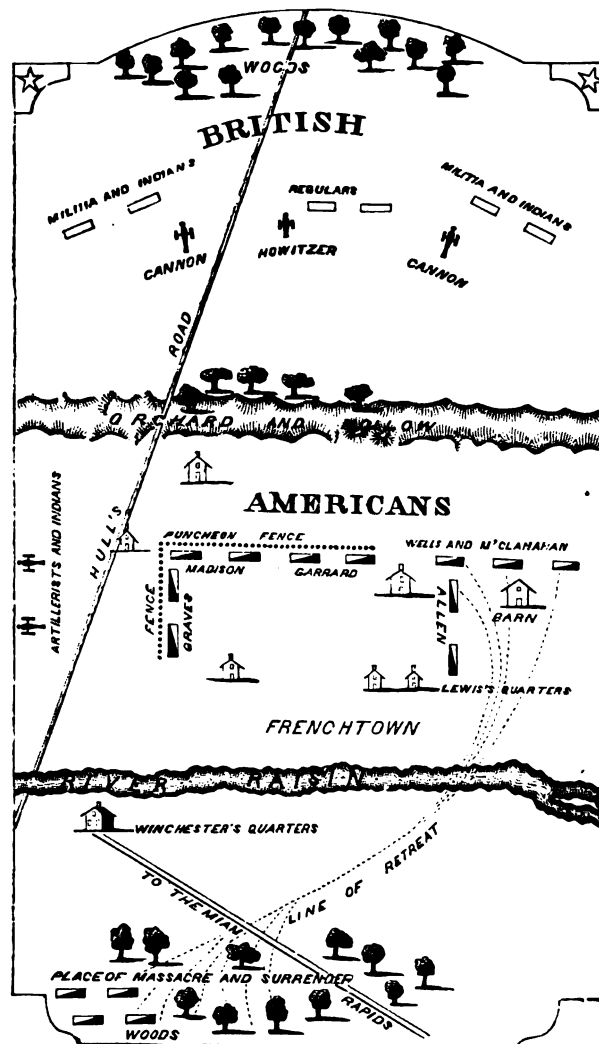 WOODS
BRITISH
MILITIA AND INDIANS
REGULARS
MILITIA AND INDIANS
CANNON
HOWITZER
CANNON
ROAD
ORCHARD AND HOLLOW
AMERICANS
HULL'S
ARTILLERISTS AND INDIANS
PUNCHEON FENCE
WELLS AND M'CLANAHAN
MADISON
GARRARD
FENCE
GRAVES
ALLEN
BARN
LEWIS'S QUARTERS
FRENCHTOWN
RIVER RAISIN
WINCHESTER'S QUARTERS
LINE OF RETREAT
TO THE MIAMI
RAPIDS
PLACE OF MASSACRE AND SURRENDER
WOODS